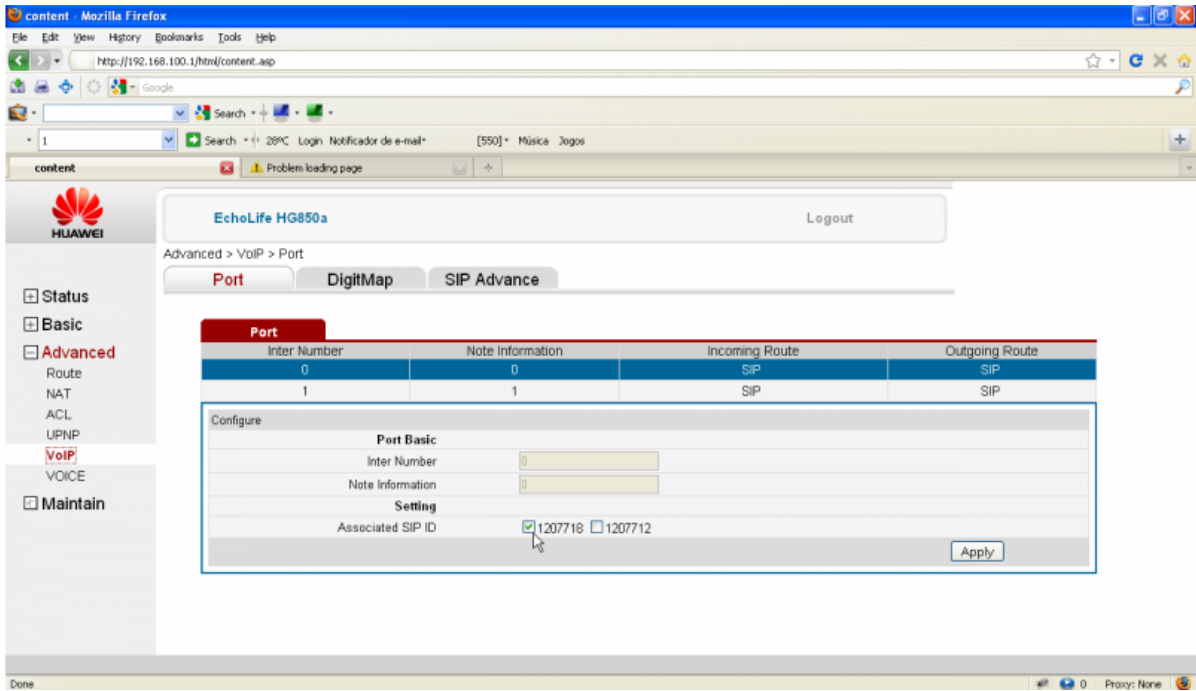 content - Mozilla Firefox
File Edit View History Bookmarks Tools Help
http://192.168.100.1/html/content.asp
Google
Search
1 Search 28ºC Login Notificador de e-mail [550] Música Jogos
content Problem loading page
HUAWEI
EchoLife HG850a Logout
Advanced > VoIP > Port
Port DigitMap SIP Advance
Status
Basic
Advanced
Route
NAT
ACL
UPNP
VoIP
VOICE
Maintain
Port
Inter Number Note Information Incoming Route Outgoing Route
0 0 SIP SIP
1 1 SIP SIP
Configure
Port Basic
Inter Number 0
Note Information 0
Setting
Associated SIP ID 1207718 1207712
Apply
Done 0 Proxy: None